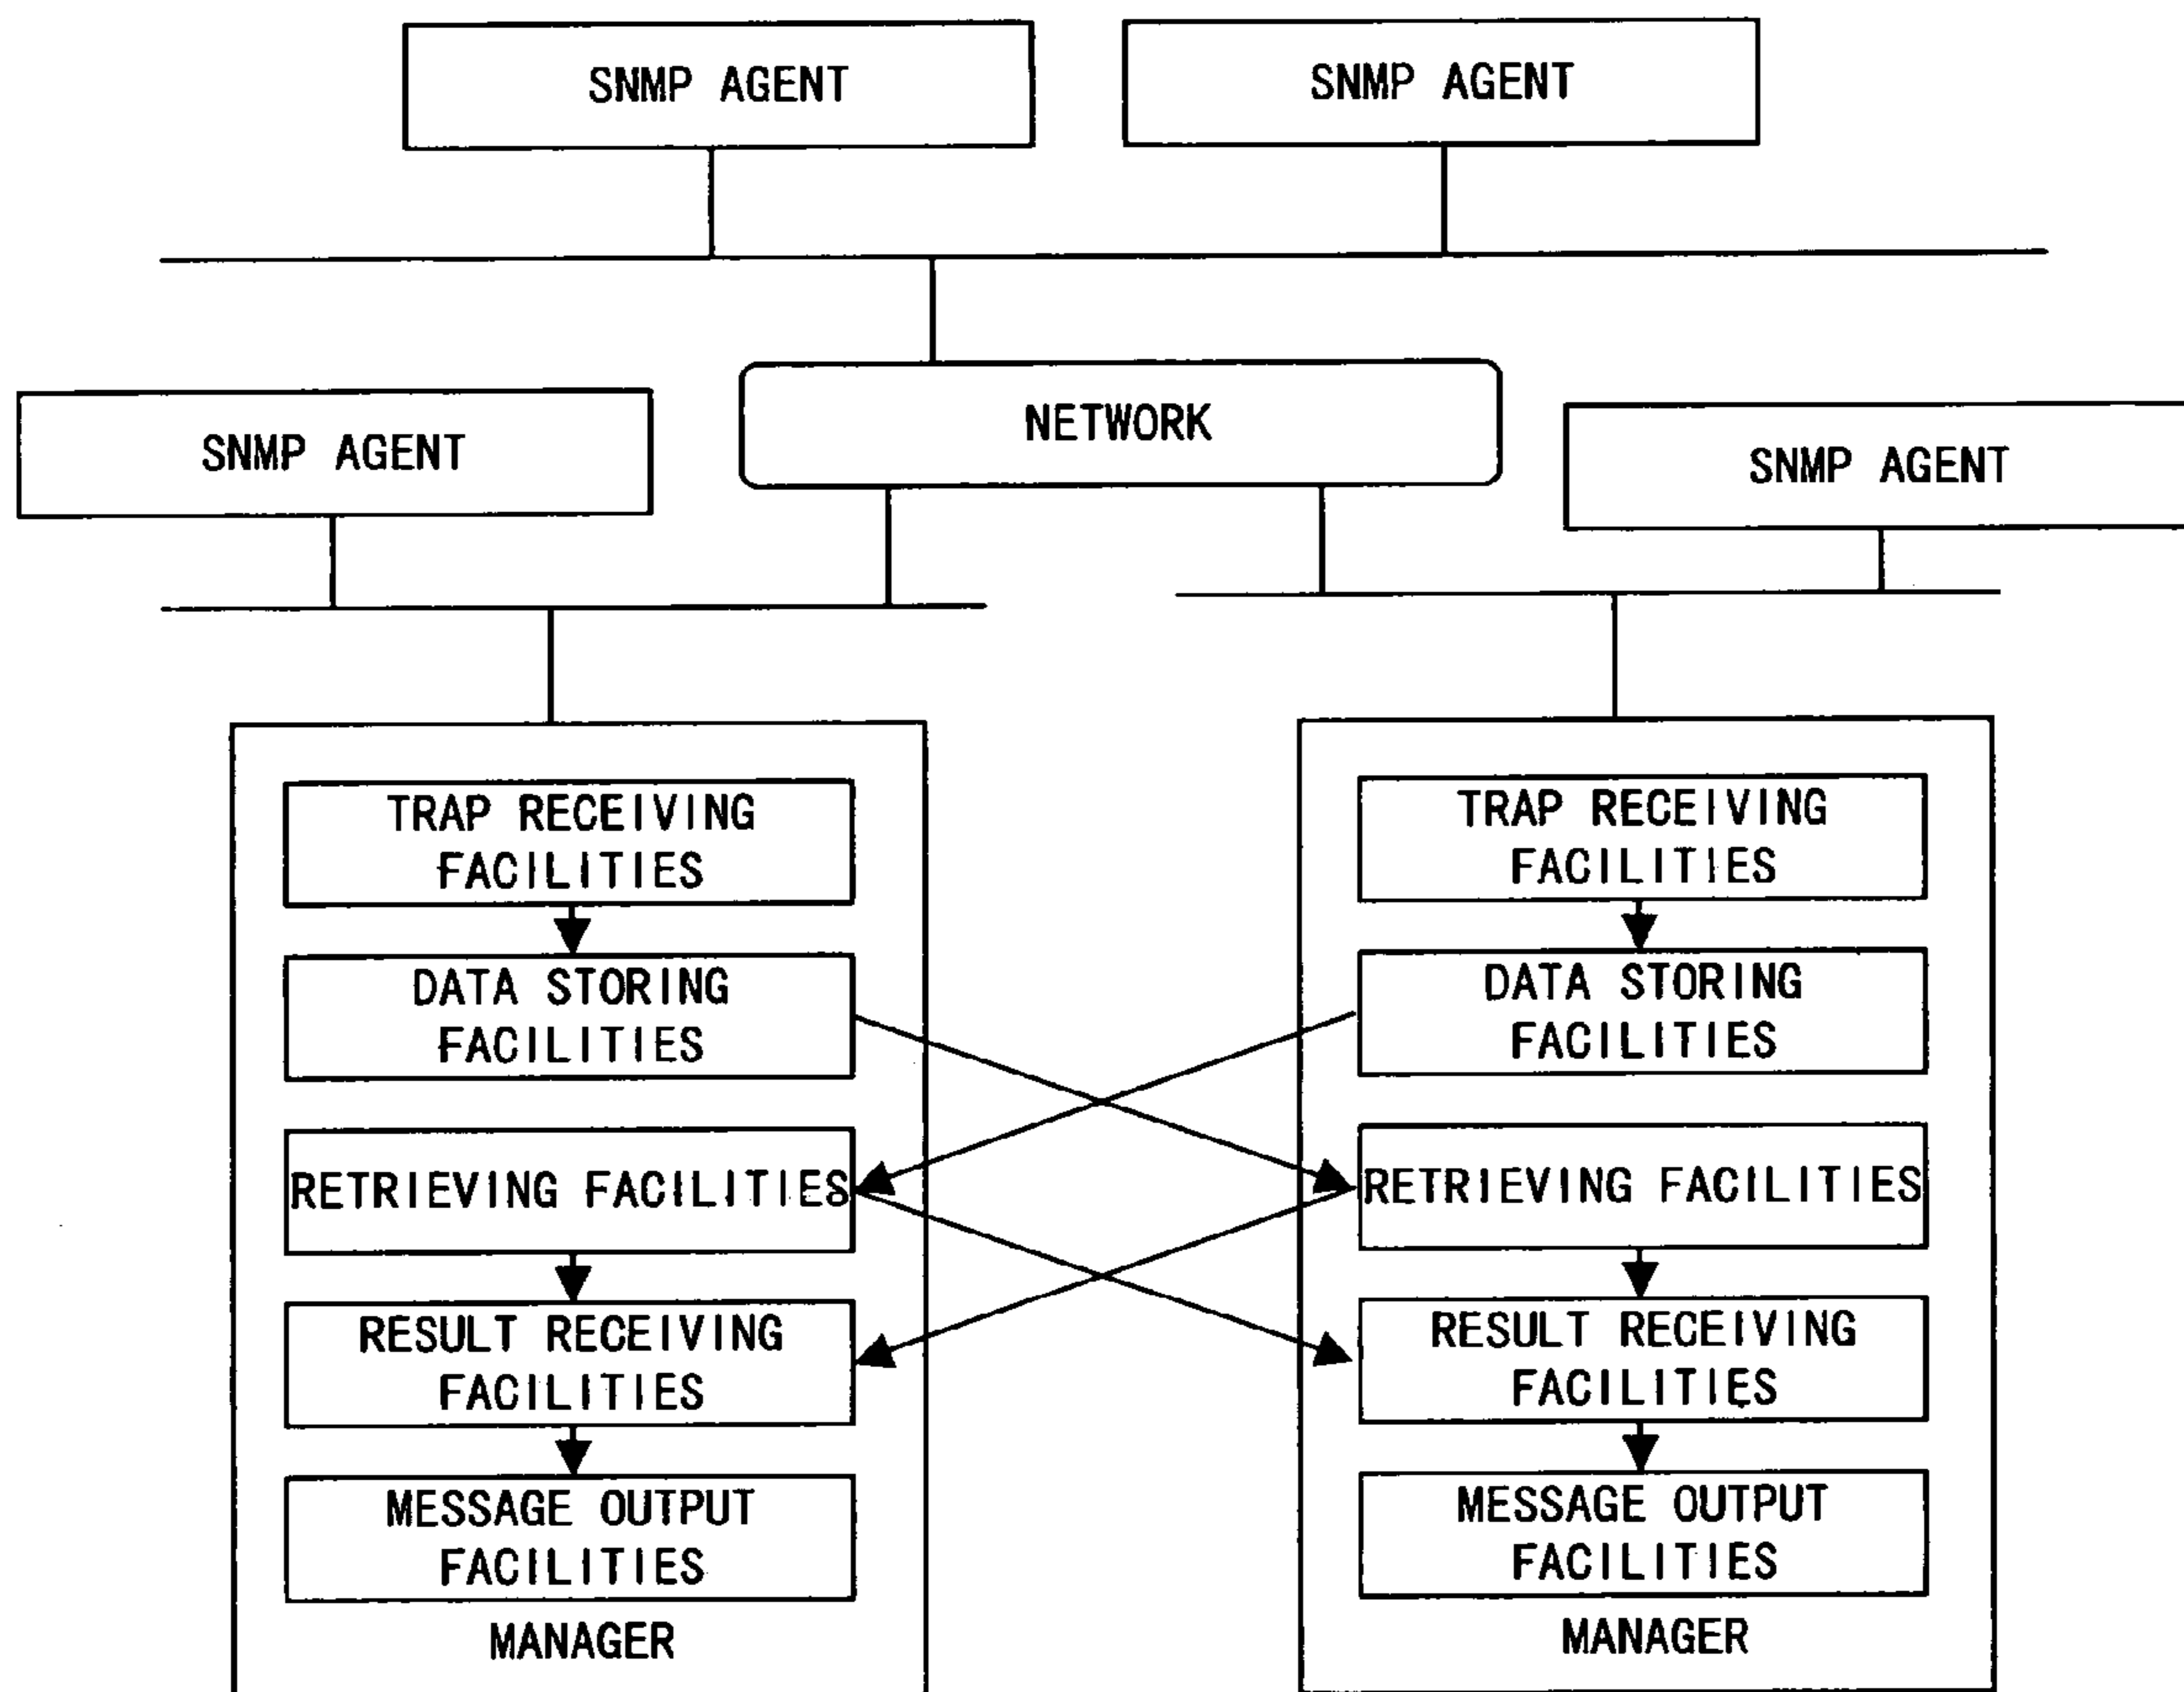 SNMP AGENT
SNMP AGENT
NETWORK
SNMP AGENT
SNMP AGENT
TRAP RECEIVING
FACILITIES
DATA STORING
FACILITIES
RETRIEVING FACILITIES
RESULT RECEIVING
FACILITIES
MESSAGE OUTPUT
FACILITIES
MANAGER
TRAP RECEIVING
FACILITIES
DATA STORING
FACILITIES
RETRIEVING FACILITIES
RESULT RECEIVING
FACILITIES
MESSAGE OUTPUT
FACILITIES
MANAGER